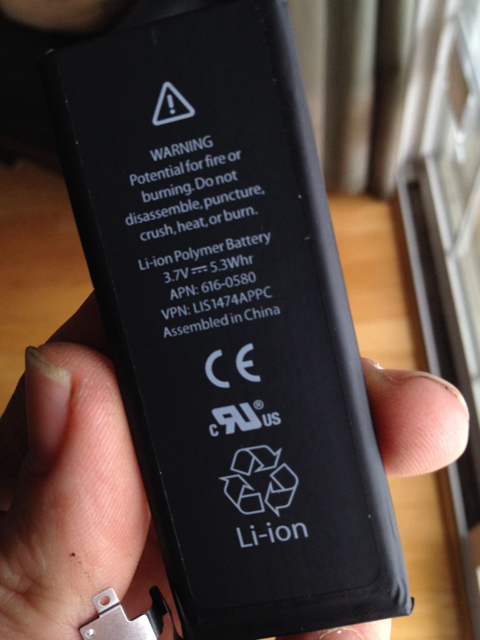 WARNING
Potential for fire or
burning. Do not
disassemble, puncture,
crush, heat, or burn.
Li-ion Polymer Battery
3.7V ⎓ 5.3Whr
APN: 616-0580
VPN: LIS1474APPC
Assembled in China
CE
c RU® US
Li-ion